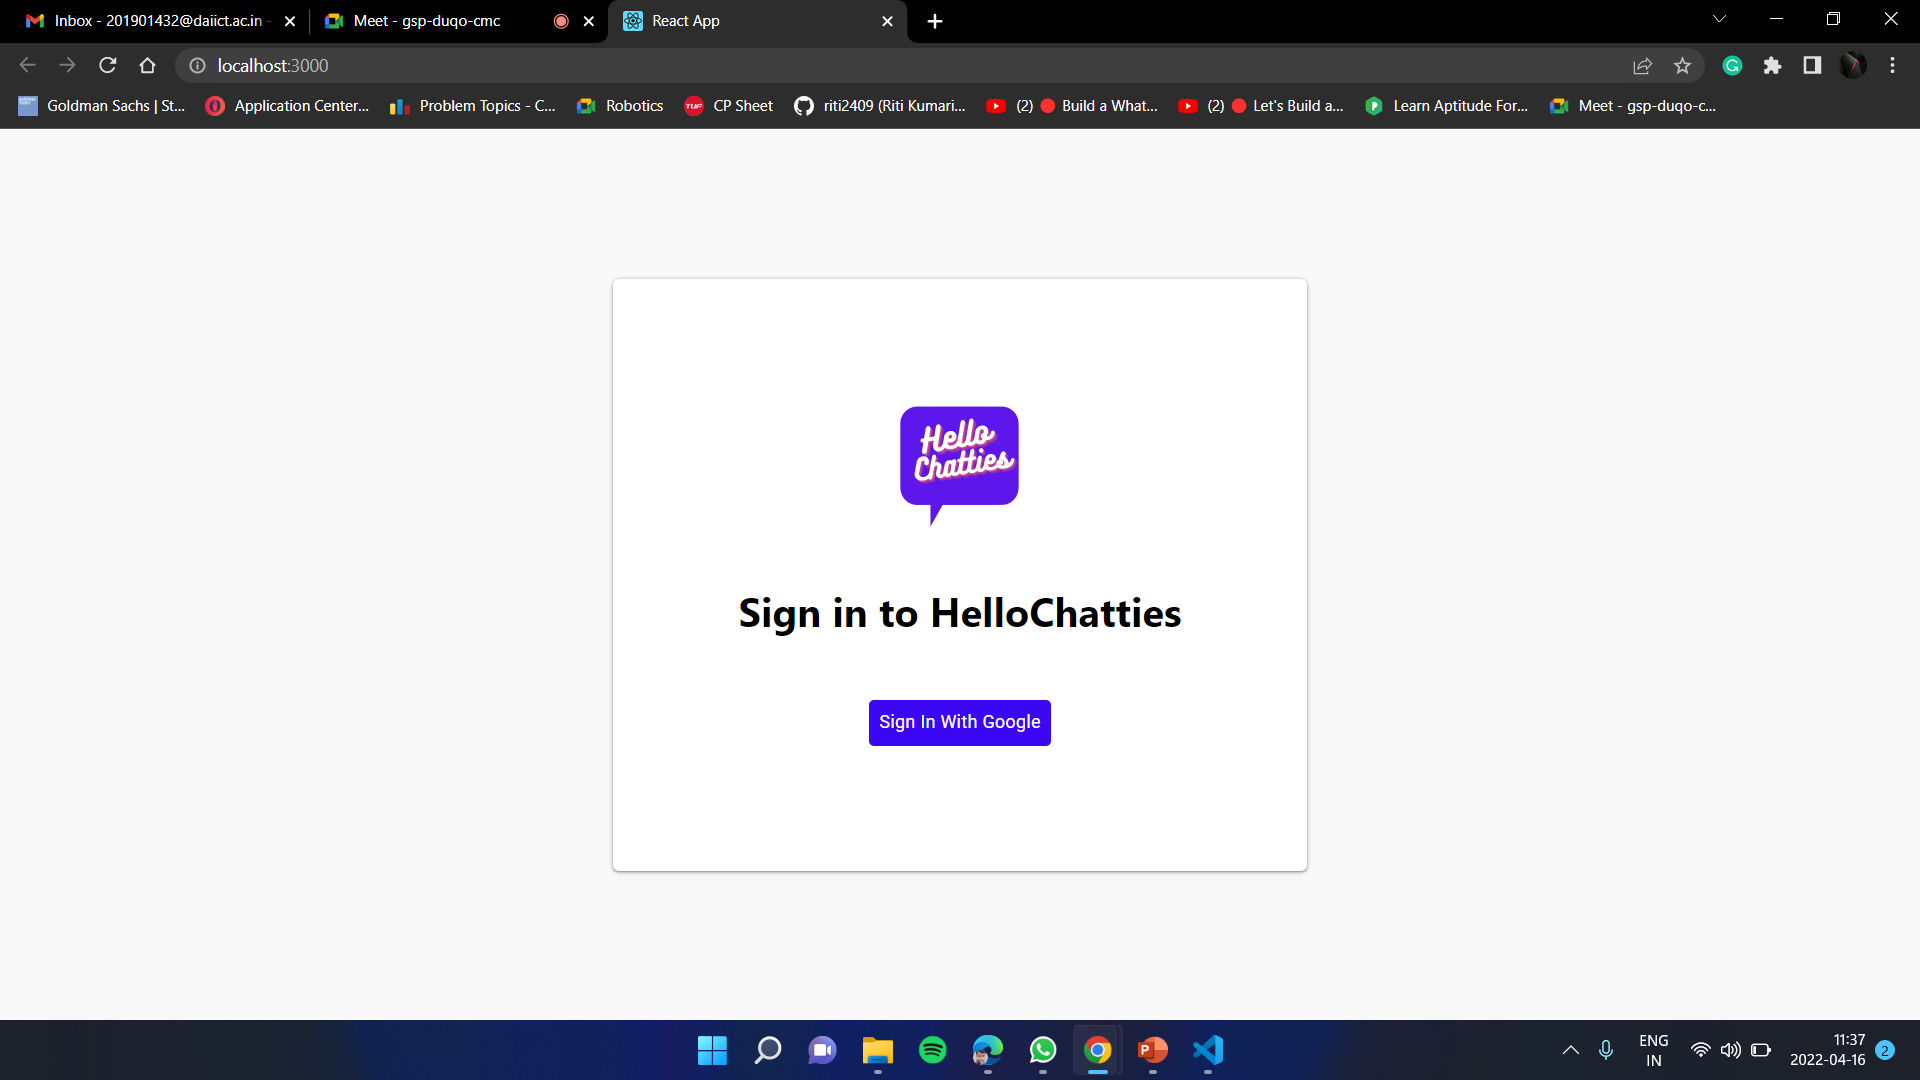 Inbox - 201901432@daiict.ac.in -
Meet - gsp-duqo-cmc
React App
localhost:3000
Goldman Sachs | St...
Application Center...
Problem Topics - C...
Robotics
TUF CP Sheet
riti2409 (Riti Kumari...
(2) 🔴 Build a What...
(2) 🔴 Let's Build a...
Learn Aptitude For...
Meet - gsp-duqo-c...
Hello
Chatties
Sign in to HelloChatties
Sign In With Google
ENG
IN
11:37
2022-04-16
2